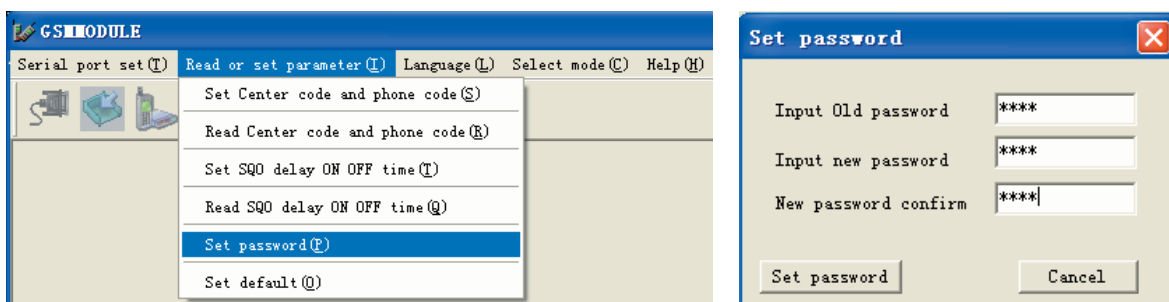 GSMMODULE
Serial port set(T) Read or set parameter(I) Language(L) Select mode(C) Help(H)
Set Center code and phone code(S)
Read Center code and phone code(R)
Set SQO delay ON OFF time(T)
Read SQO delay ON OFF time(Q)
Set password(P)
Set default(O)
Set password
Input Old password ****
Input new password ****
New password confirm ****
Set password Cancel